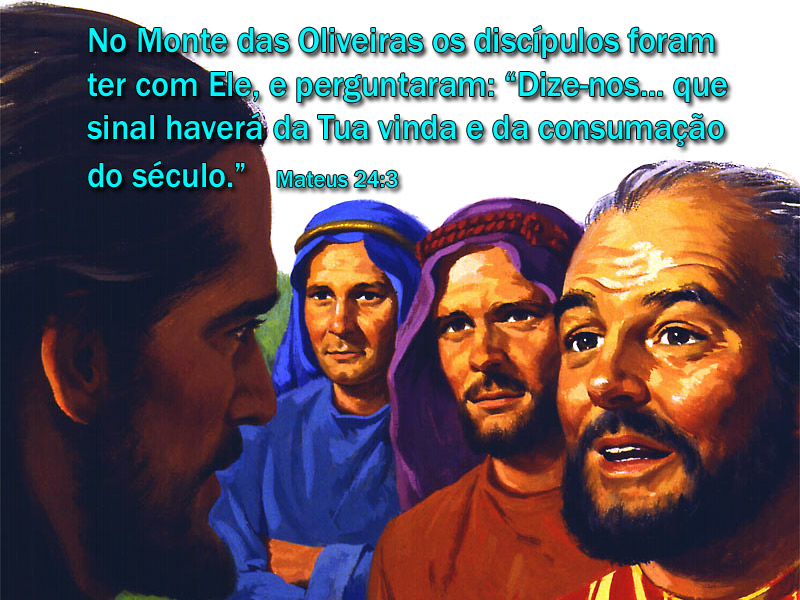 No Monte das Oliveiras os discípulos foram
ter com Ele, e perguntaram: “Dize-nos... que
sinal haverá da Tua vinda e da consumação
do século.” Mateus 24:3